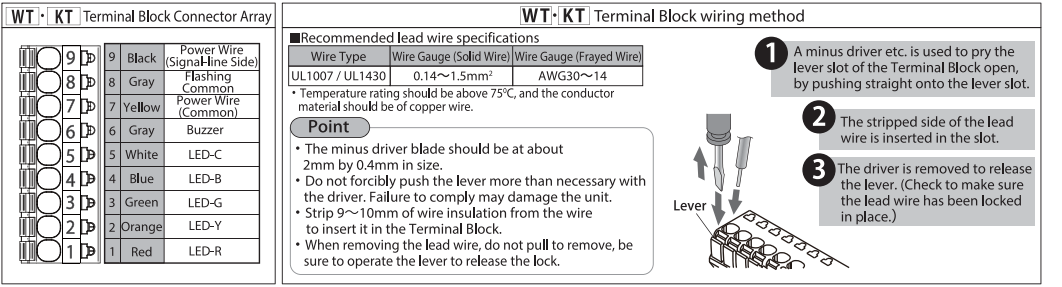 WT・KT Terminal Block Connector Array
9 9 Black Power Wire
(Signal-line Side)
8 8 Gray Flashing
Common
7 7 Yellow Power Wire
(Common)
6 6 Gray Buzzer
5 5 White LED-C
4 4 Blue LED-B
3 3 Green LED-G
2 2 Orange LED-Y
1 1 Red LED-R
WT・KT Terminal Block wiring method
■Recommended lead wire specifications
Wire Type Wire Gauge (Solid Wire) Wire Gauge (Frayed Wire)
UL1007 / UL1430 0.14～1.5mm² AWG30～14
* Temperature rating should be above 75℃, and the conductor
material should be of copper wire.
Point
• The minus driver blade should be at about
2mm by 0.4mm in size.
• Do not forcibly push the lever more than necessary with
the driver. Failure to comply may damage the unit.
• Strip 9～10mm of wire insulation from the wire
to insert it in the Terminal Block.
• When removing the lead wire, do not pull to remove, be
sure to operate the lever to release the lock.
Lever
1 A minus driver etc. is used to pry the
lever slot of the Terminal Block open,
by pushing straight onto the lever slot.
2 The stripped side of the lead
wire is inserted in the slot.
3 The driver is removed to release
the lever. (Check to make sure
the lead wire has been locked
in place.)